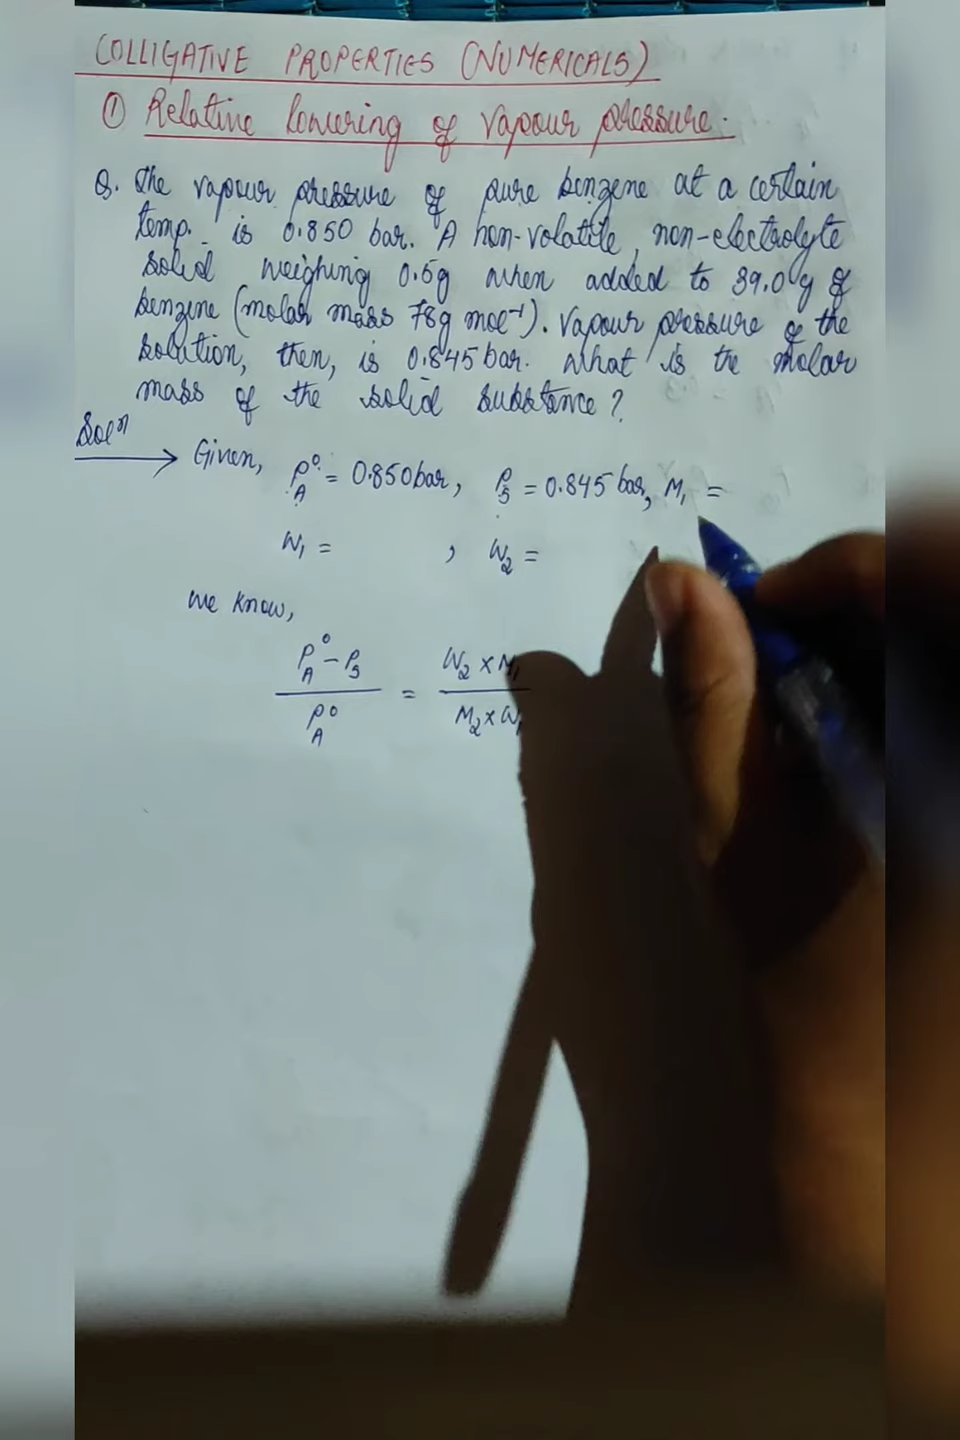 COLLIGATIVE PROPERTIES (NUMERICALS)
① Relative lowering of vapour pressure.
Q. The vapour pressure of pure benzene at a certain
temp. is 0.850 bar. A non-volatile, non-electrolyte
solid weighing 0.5g when added to 39.0g of
benzene (molar mass 78g mol⁻¹). Vapour pressure of the
solution, then, is 0.845 bar. What is the molar
mass of the solid substance?
Solⁿ
Given, P°A = 0.850 bar, Ps = 0.845 bar, M₁ =
W₁ = , W₂ =
We know,
P°A - Ps / P°A = W₂ × M₁ / M₂ × W₁